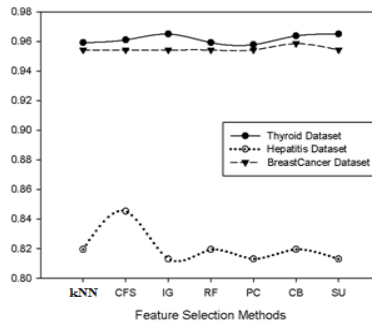 0.98
0.96
0.94
0.92
0.90
0.88
0.86
0.84
0.82
0.80
Thyroid Dataset
Hepatitis Dataset
BreastCancer Dataset
kNN CFS IG RF PC CB SU
Feature Selection Methods